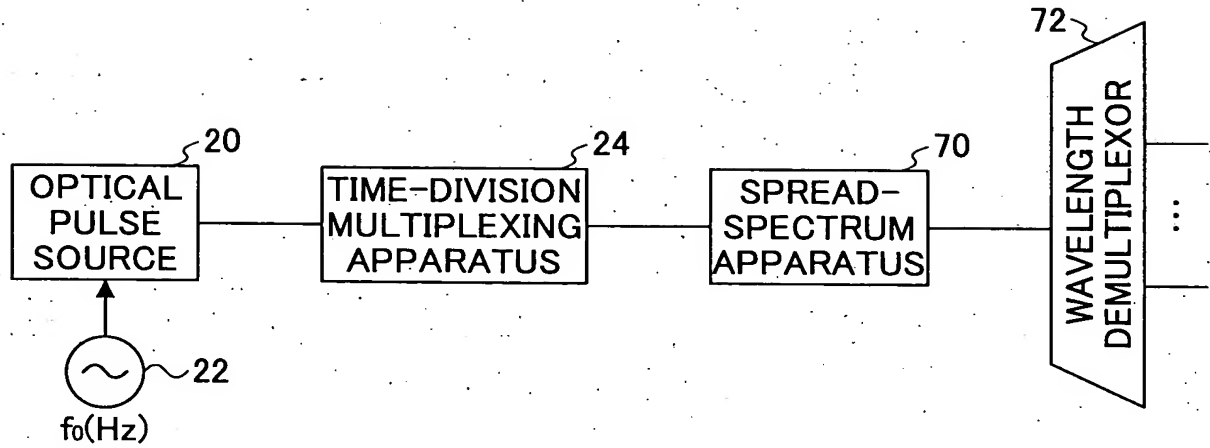 72
20
OPTICAL
PULSE
SOURCE
24
TIME-DIVISION
MULTIPLEXING
APPARATUS
70
SPREAD-
SPECTRUM
APPARATUS
WAVELENGTH
DEMULTIPLEXOR
...
22
f0(Hz)